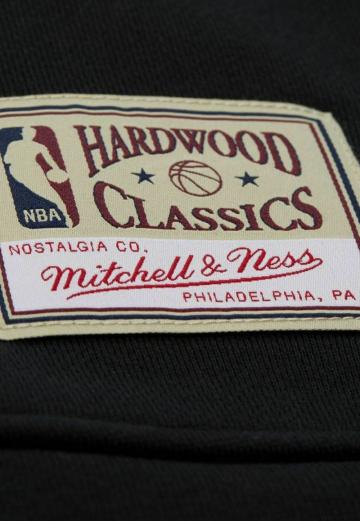 HARDWOOD
CLASSICS
NBA
NOSTALGIA CO.
Mitchell & Ness
PHILADELPHIA, PA